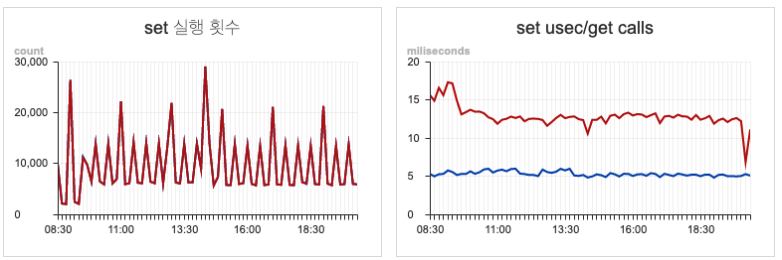 set 실행 횟수
count
30,000
20,000
10,000
0
08:30 11:00 13:30 16:00 18:30
set usec/get calls
miliseconds
20
15
10
5
0
08:30 11:00 13:30 16:00 18:30